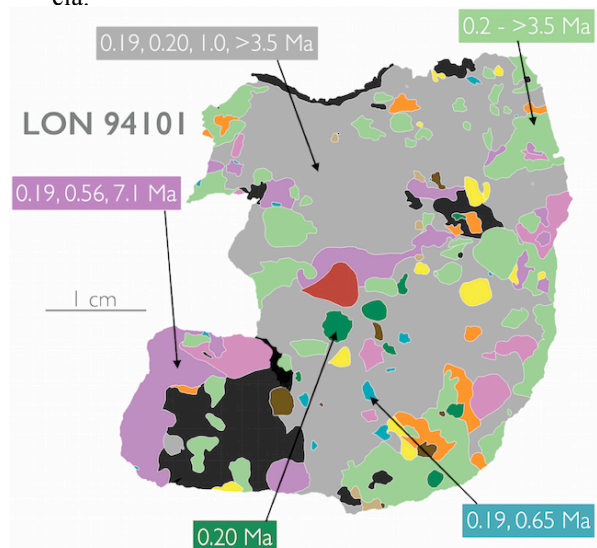 cia.
0.19, 0.20, 1.0, >3.5 Ma
0.2 - >3.5 Ma
LON 94101
0.19, 0.56, 7.1 Ma
1 cm
0.19, 0.65 Ma
0.20 Ma